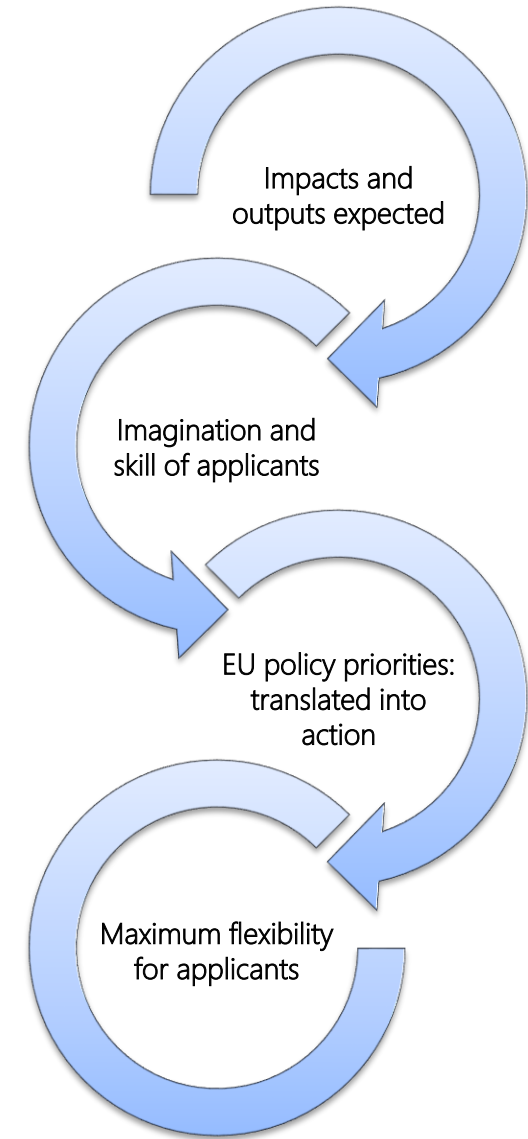 Impacts and
outputs expected
Imagination and
skill of applicants
EU policy priorities:
translated into
action
Maximum flexibility
for applicants